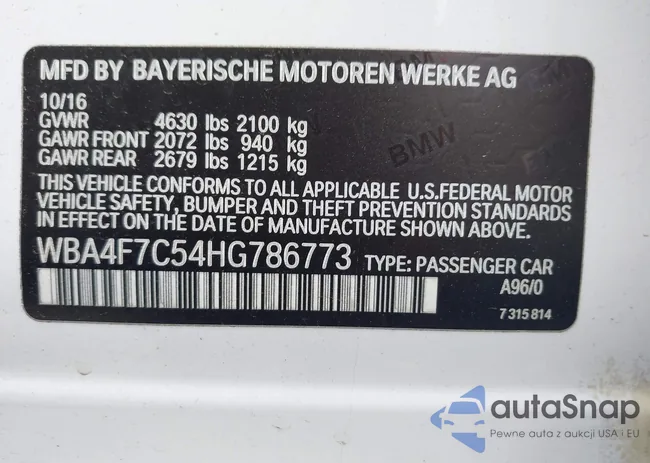 MFD BY BAYERISCHE MOTOREN WERKE AG
10/16
GVWR 4630 lbs 2100 kg
GAWR FRONT 2072 lbs 940 kg
GAWR REAR 2679 lbs 1215 kg
BMW
THIS VEHICLE CONFORMS TO ALL APPLICABLE U.S.FEDERAL MOTOR
VEHICLE SAFETY, BUMPER AND THEFT PREVENTION STANDARDS
IN EFFECT ON THE DATE OF MANUFACTURE SHOWN ABOVE.
WBA4F7C54HG786773 TYPE: PASSENGER CAR
A96/0
7 315 814
autaSnap
Pewne auta z aukcji USA i EU